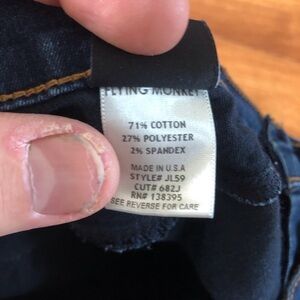 FLYING MONKEY
71% COTTON
27% POLYESTER
2% SPANDEX
MADE IN U.S.A
STYLE# JL59
CUT# 682J
RN# 138395
SEE REVERSE FOR CARE